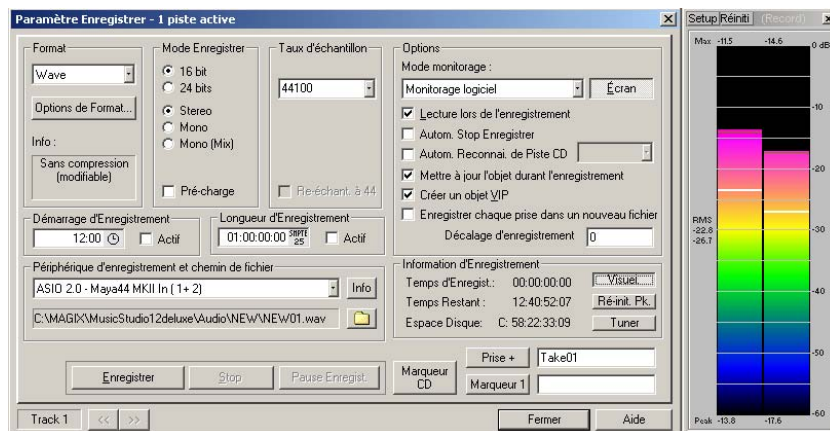 Paramètre Enregistrer - 1 piste active
Format
Wave
Options de Format...
Info :
Sans compression
(modifiable)
Mode Enregistrer
16 bit
24 bits
Stereo
Mono
Mono (Mix)
Pré-charge
Taux d'échantillon
44100
Re-échant. à 44
Options
Mode monitorage :
Monitorage logiciel
Écran
Lecture lors de l'enregistrement
Autom. Stop Enregistrer
Autom. Reconnai. de Piste CD
Mettre à jour l'objet durant l'enregistrement
Créer un objet VIP
Enregistrer chaque prise dans un nouveau fichier
Décalage d'enregistrement 0
Démarrage d'Enregistrement
12:00 Actif
Longueur d'Enregistrement
01:00:00:00 SMPTE 25 Actif
Périphérique d'enregistrement et chemin de fichier
ASIO 2.0 - Maya44 MKII In ( 1+ 2) Info
C:\MAGIX\MusicStudio12deluxe\Audio\NEW\NEW01.wav
Information d'Enregistrement
Temps d'Enregist.: 00:00:00:00 Visuel
Temps Restant : 12:40:52:07 Ré-init. Pk.
Espace Disque: C: 58:22:33:09 Tuner
Enregistrer Stop Pause Enregist.
Marqueur CD
Prise + Take01
Marqueur 1
Track 1 << >> Fermer Aide
Setup Réiniti (Record)
Max -11.5 -14.6 0 dB
-10
-20
RMS
-22.8
-26.7
-30
-40
-50
-60
Peak -13.8 -17.6